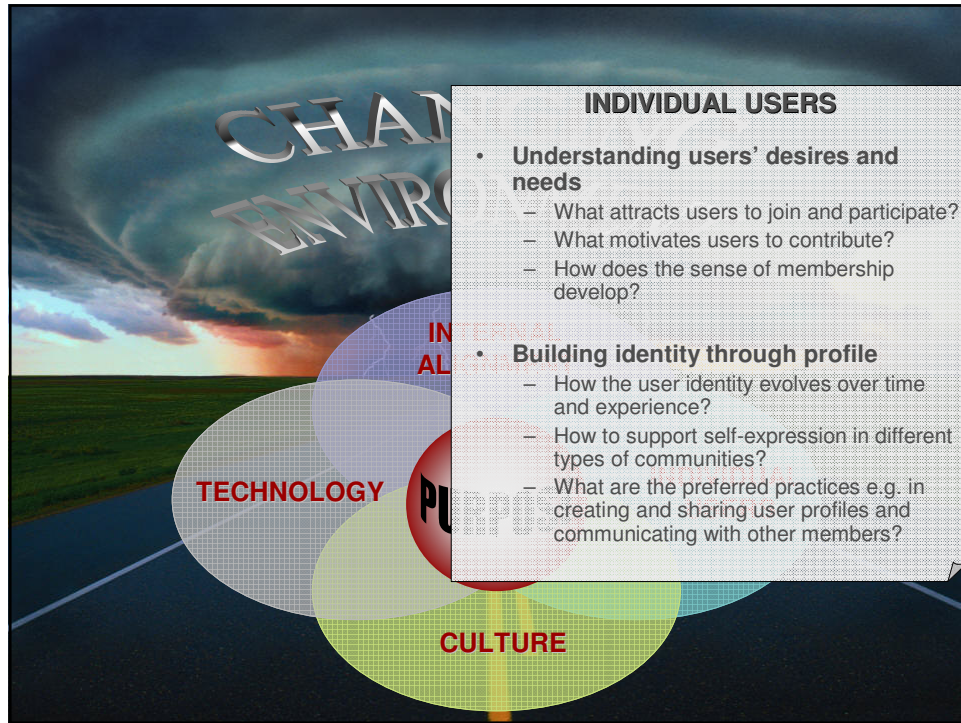 INDIVIDUAL USERS
• Understanding users’ desires and
needs
– What attracts users to join and participate?
– What motivates users to contribute?
– How does the sense of membership
develop?
• Building identity through profile
– How the user identity evolves over time
and experience?
– How to support self-expression in different
types of communities?
– What are the preferred practices e.g. in
creating and sharing user profiles and
communicating with other members?
INTERNAL
TECHNOLOGY
PURPOSE
CULTURE